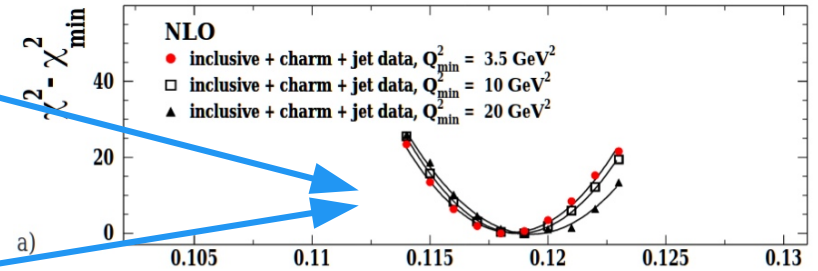 χ² - χ²min
NLO
inclusive + charm + jet data, Q²min = 3.5 GeV²
inclusive + charm + jet data, Q²min = 10 GeV²
inclusive + charm + jet data, Q²min = 20 GeV²
40
20
0
a)
0.105 0.11 0.115 0.12 0.125 0.13